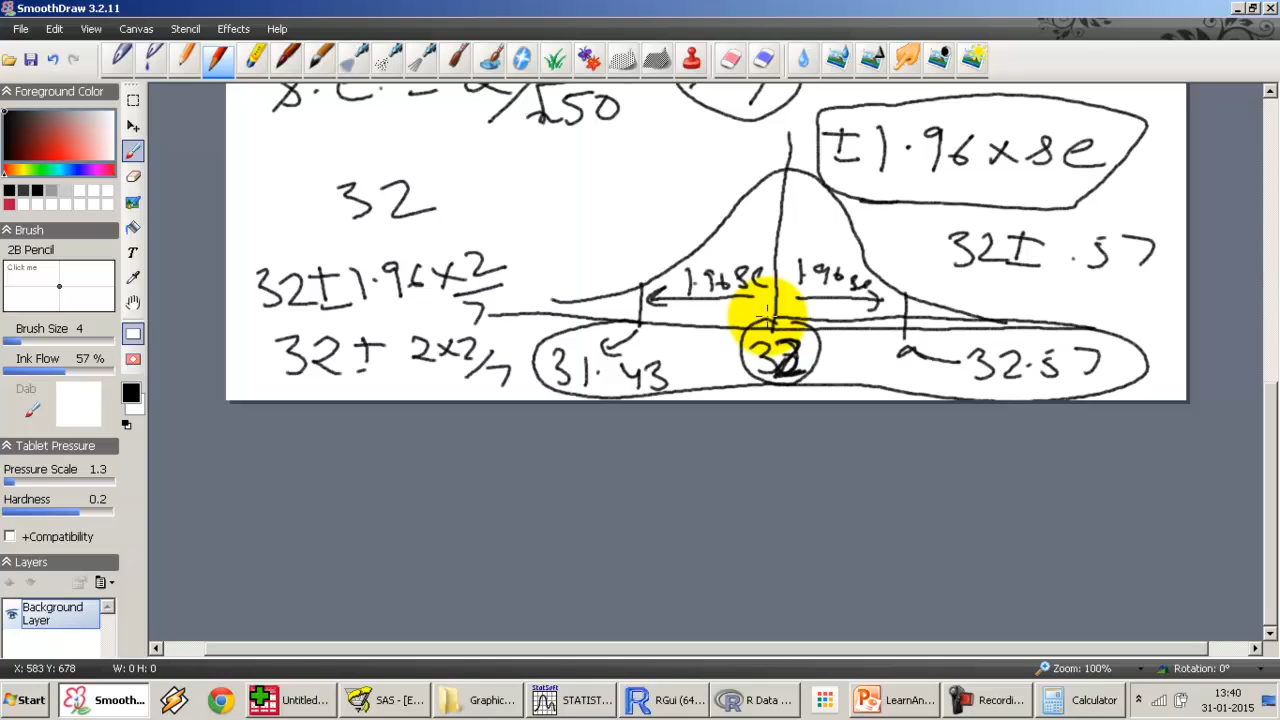 SmoothDraw 3.2.11
File Edit View Canvas Stencil Effects Help
Foreground Color
Brush
2B Pencil
Click me
Brush Size 4
Ink Flow 57 %
Dab
Tablet Pressure
Pressure Scale 1.3
Hardness 0.2
+Compatibility
Layers
Background Layer
±1.96×se
32
32±.57
1.96se 1.96se
32±1.96×2/7
32± 2×2/7
31.43 32 32.57
X: 583 Y: 678 W: 0 H: 0 Zoom: 100% Rotation: 0°
Start Smooth... Untitled... SAS - [E... Graphic... STATIST... RGui (64... R Data ... LearnAn... Recordi... Calculator 13:40
31-01-2015